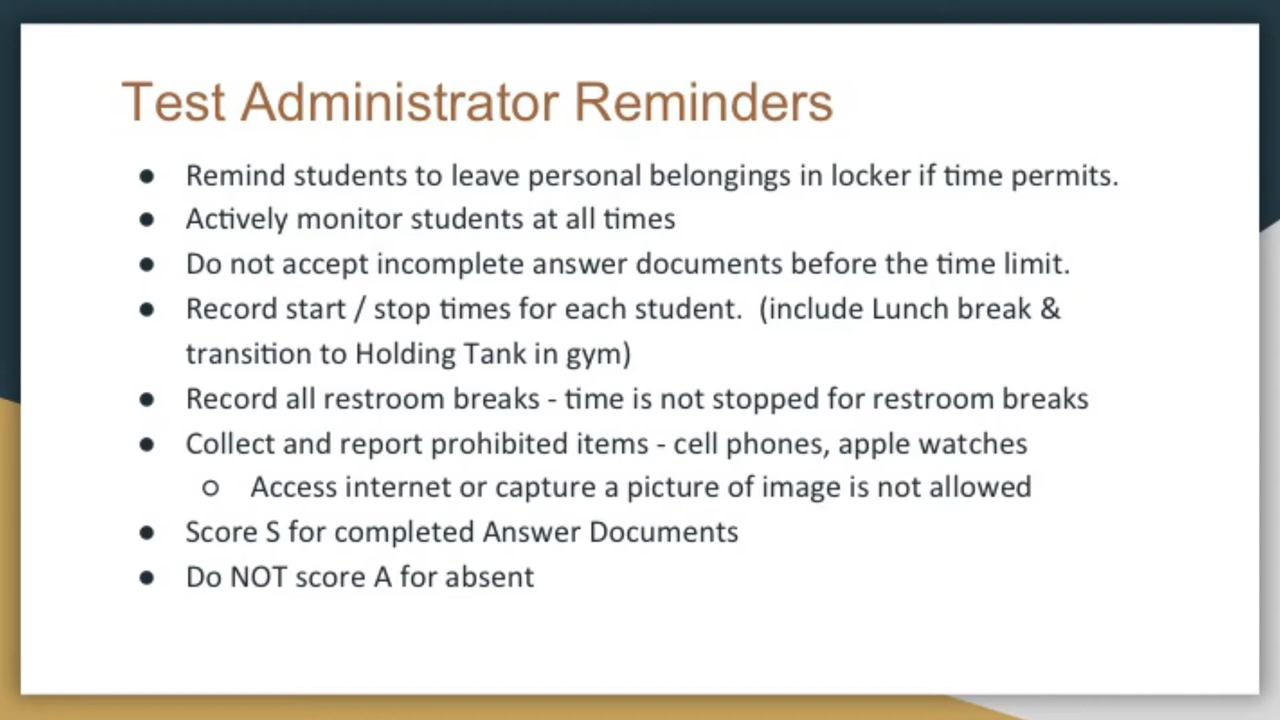 Test Administrator Reminders
● Remind students to leave personal belongings in locker if time permits.
● Actively monitor students at all times
● Do not accept incomplete answer documents before the time limit.
● Record start / stop times for each student.  (include Lunch break &
transition to Holding Tank in gym)
● Record all restroom breaks - time is not stopped for restroom breaks
● Collect and report prohibited items - cell phones, apple watches
○ Access internet or capture a picture of image is not allowed
● Score S for completed Answer Documents
● Do NOT score A for absent